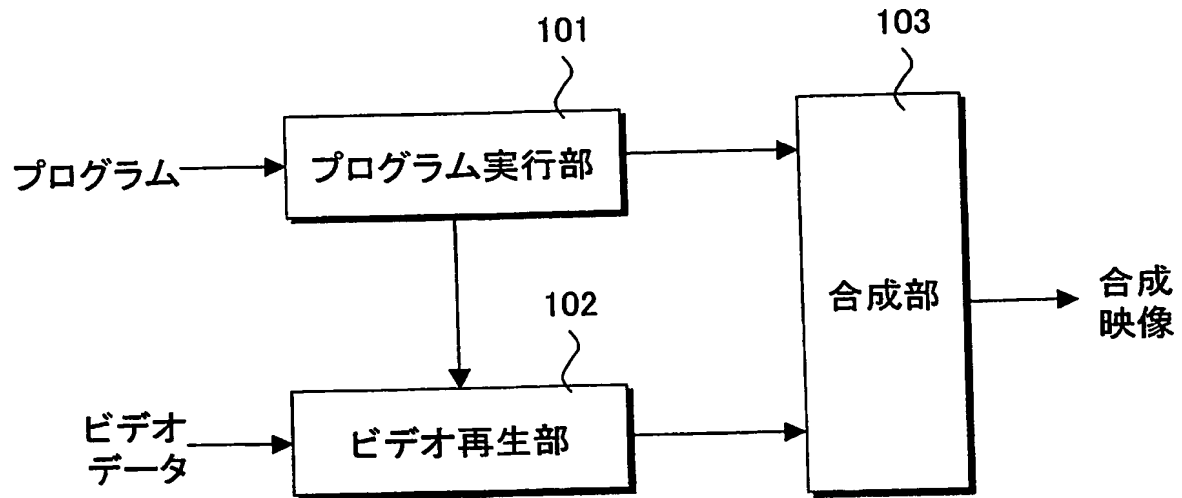 101
103
プログラム
プログラム実行部
102
合成部
合成
映像
ビデオ
データ
ビデオ再生部